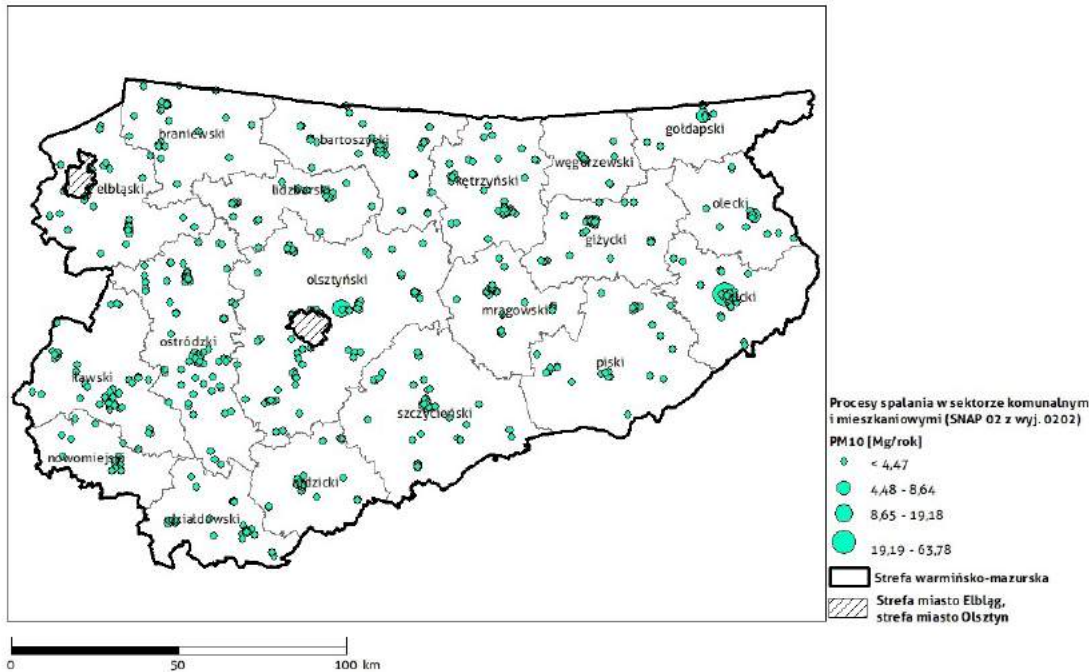 gołdapski
braniewski
bartoszycki
węgorzewski
kętrzyński
elbląski
lidzbarski
olecki
giżycki
olsztyński
ełcki
mrągowski
ostródzki
piski
iławski
szczycieński
nowomiejski
nidzicki
działdowski
Procesy spalania w sektorze komunalnym
i mieszkaniowymi (SNAP 02 z wyj. 0202)
PM10 [Mg/rok]
< 4,47
4,48 - 8,64
8,65 - 19,18
19,19 - 63,78
Strefa warmińsko-mazurska
Strefa miasto Elbląg,
strefa miasto Olsztyn
0 50 100 km